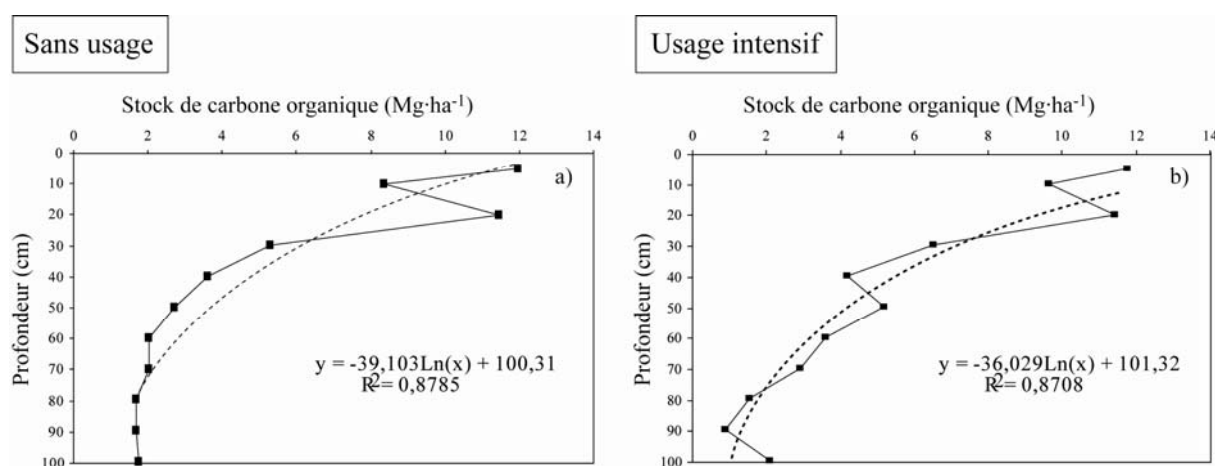 Sans usage
Stock de carbone organique (Mg·ha⁻¹)
0 2 4 6 8 10 12 14
Profondeur (cm)
0
10
20
30
40
50
60
70
80
90
100
a)
y = -39,103Ln(x) + 100,31
R² = 0,8785
Usage intensif
Stock de carbone organique (Mg·ha⁻¹)
0 2 4 6 8 10 12 14
Profondeur (cm)
0
10
20
30
40
50
60
70
80
90
100
b)
y = -36,029Ln(x) + 101,32
R² = 0,8708